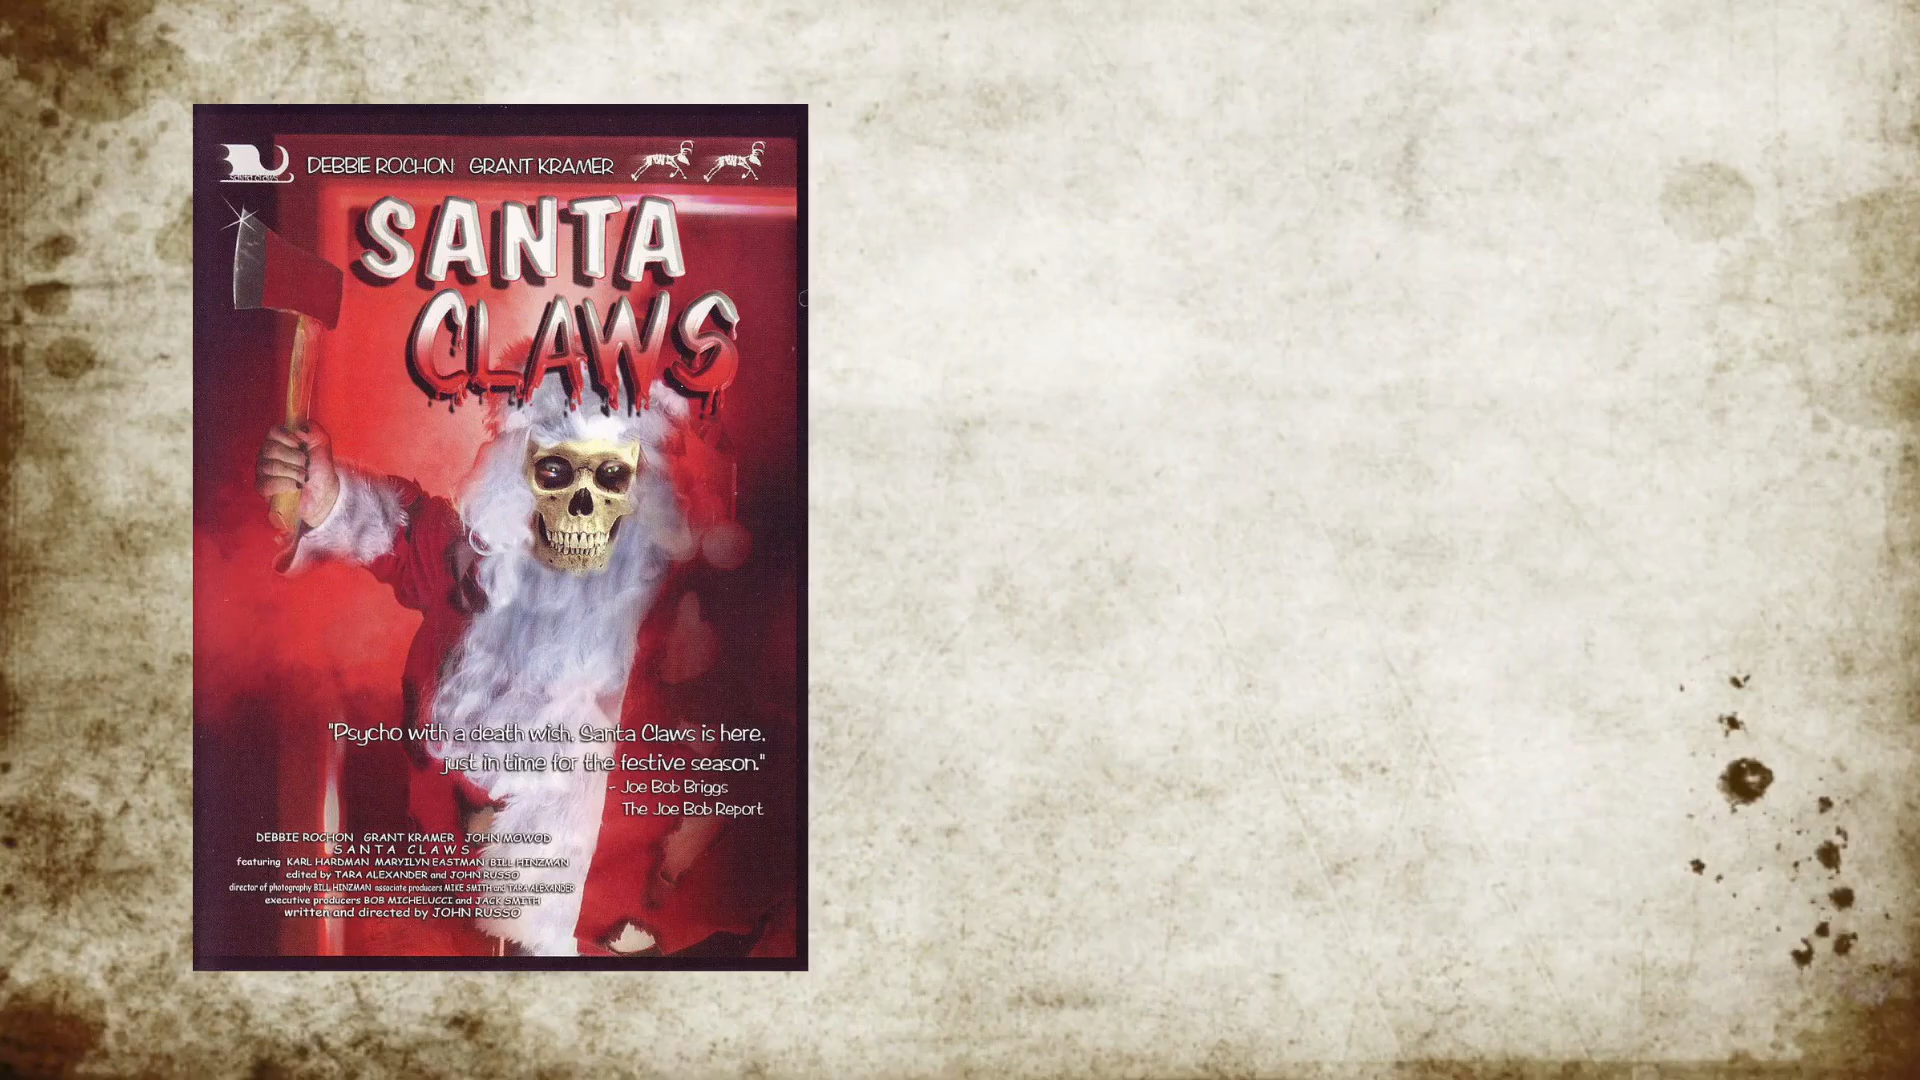 santa claws
DEBBIE ROCHON GRANT KRAMER
SANTA
CLAWS
"Psycho with a death wish, Santa Claws is here,
just in time for the festive season."
- Joe Bob Briggs
The Joe Bob Report
DEBBIE ROCHON GRANT KRAMER JOHN MOWOD
SANTA CLAWS
featuring KARL HARDMAN MARYILYN EASTMAN BILL HINZMAN
edited by TARA ALEXANDER and JOHN RUSSO
director of photography BILL HINZMAN associate producers MIKE SMITH and TARA ALEXANDER
executive producers BOB MICHELUCCI and JACK SMITH
written and directed by JOHN RUSSO